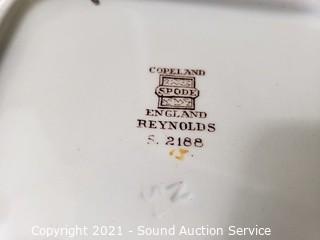 COPELAND
SPODE
ENGLAND
REYNOLDS
S. 2188
Copyright 2021 - Sound Auction Service